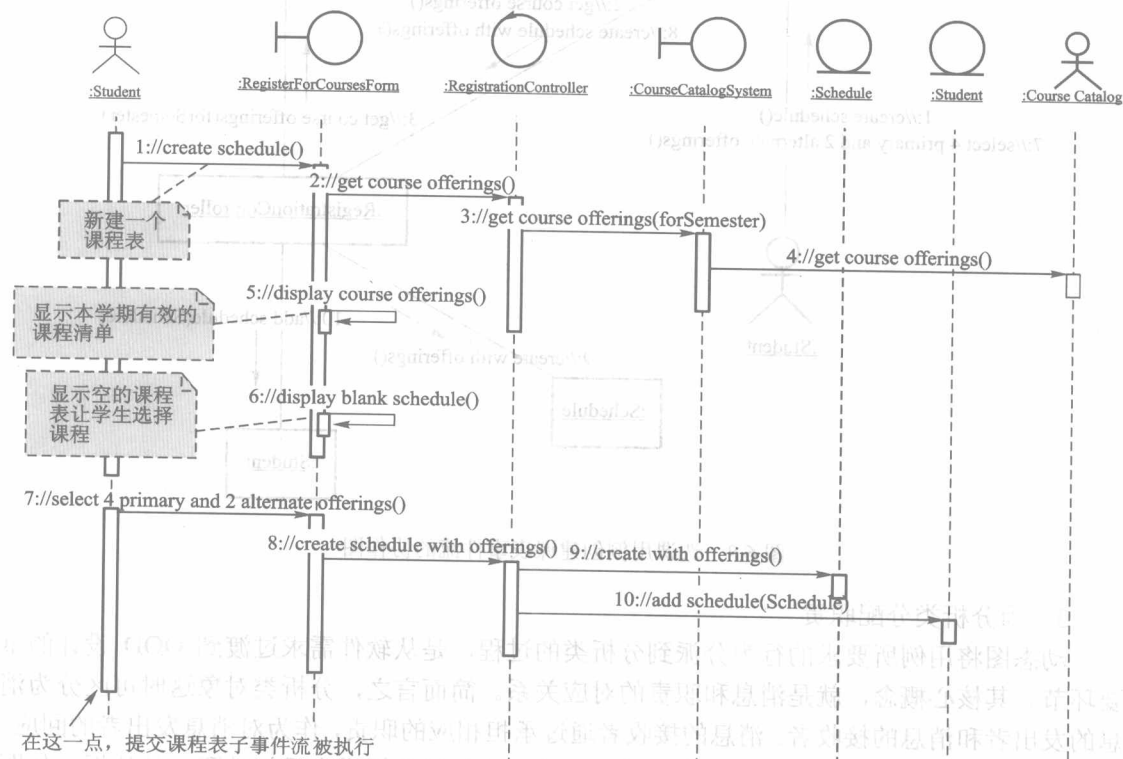 :Student
:RegisterForCoursesForm
:RegistrationController
:CourseCatalogSystem
:Schedule
:Student
:Course Catalog
1://create schedule()
2://get course offerings()
新建一个
课程表
3://get course offerings(forSemester)
4://get course offerings()
5://display course offerings()
显示本学期有效的
课程清单
6://display blank schedule()
显示空的课程
表让学生选择
课程
7://select 4 primary and 2 alternate offerings()
8://create schedule with offerings()
9://create with offerings()
10://add schedule(Schedule)
在这一点，提交课程表子事件流被执行